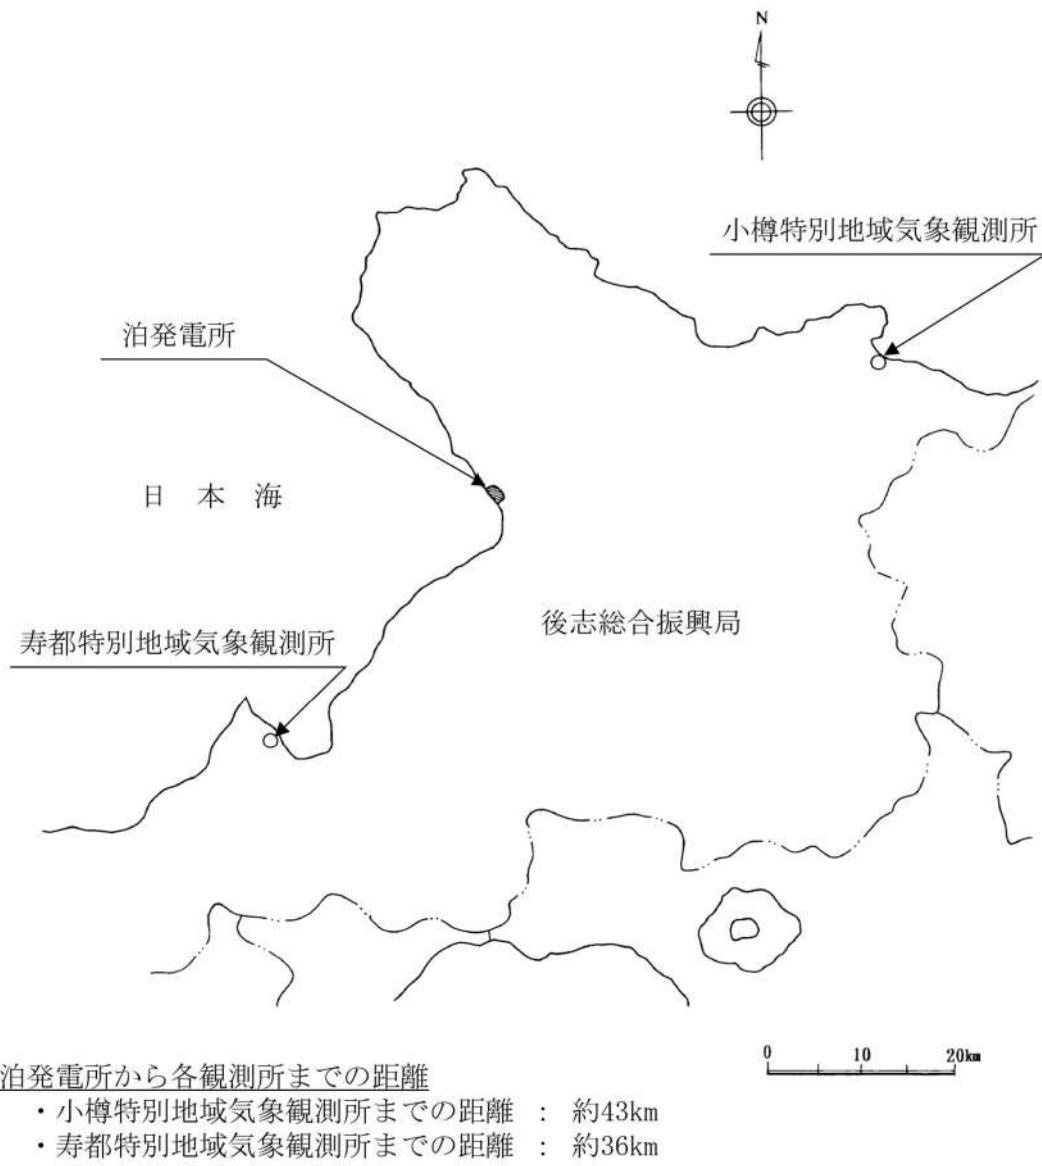 N
小樽特別地域気象観測所
泊発電所
日本海
後志総合振興局
寿都特別地域気象観測所
0 10 20km
泊発電所から各観測所までの距離
・小樽特別地域気象観測所までの距離 : 約43km
・寿都特別地域気象観測所までの距離 : 約36km